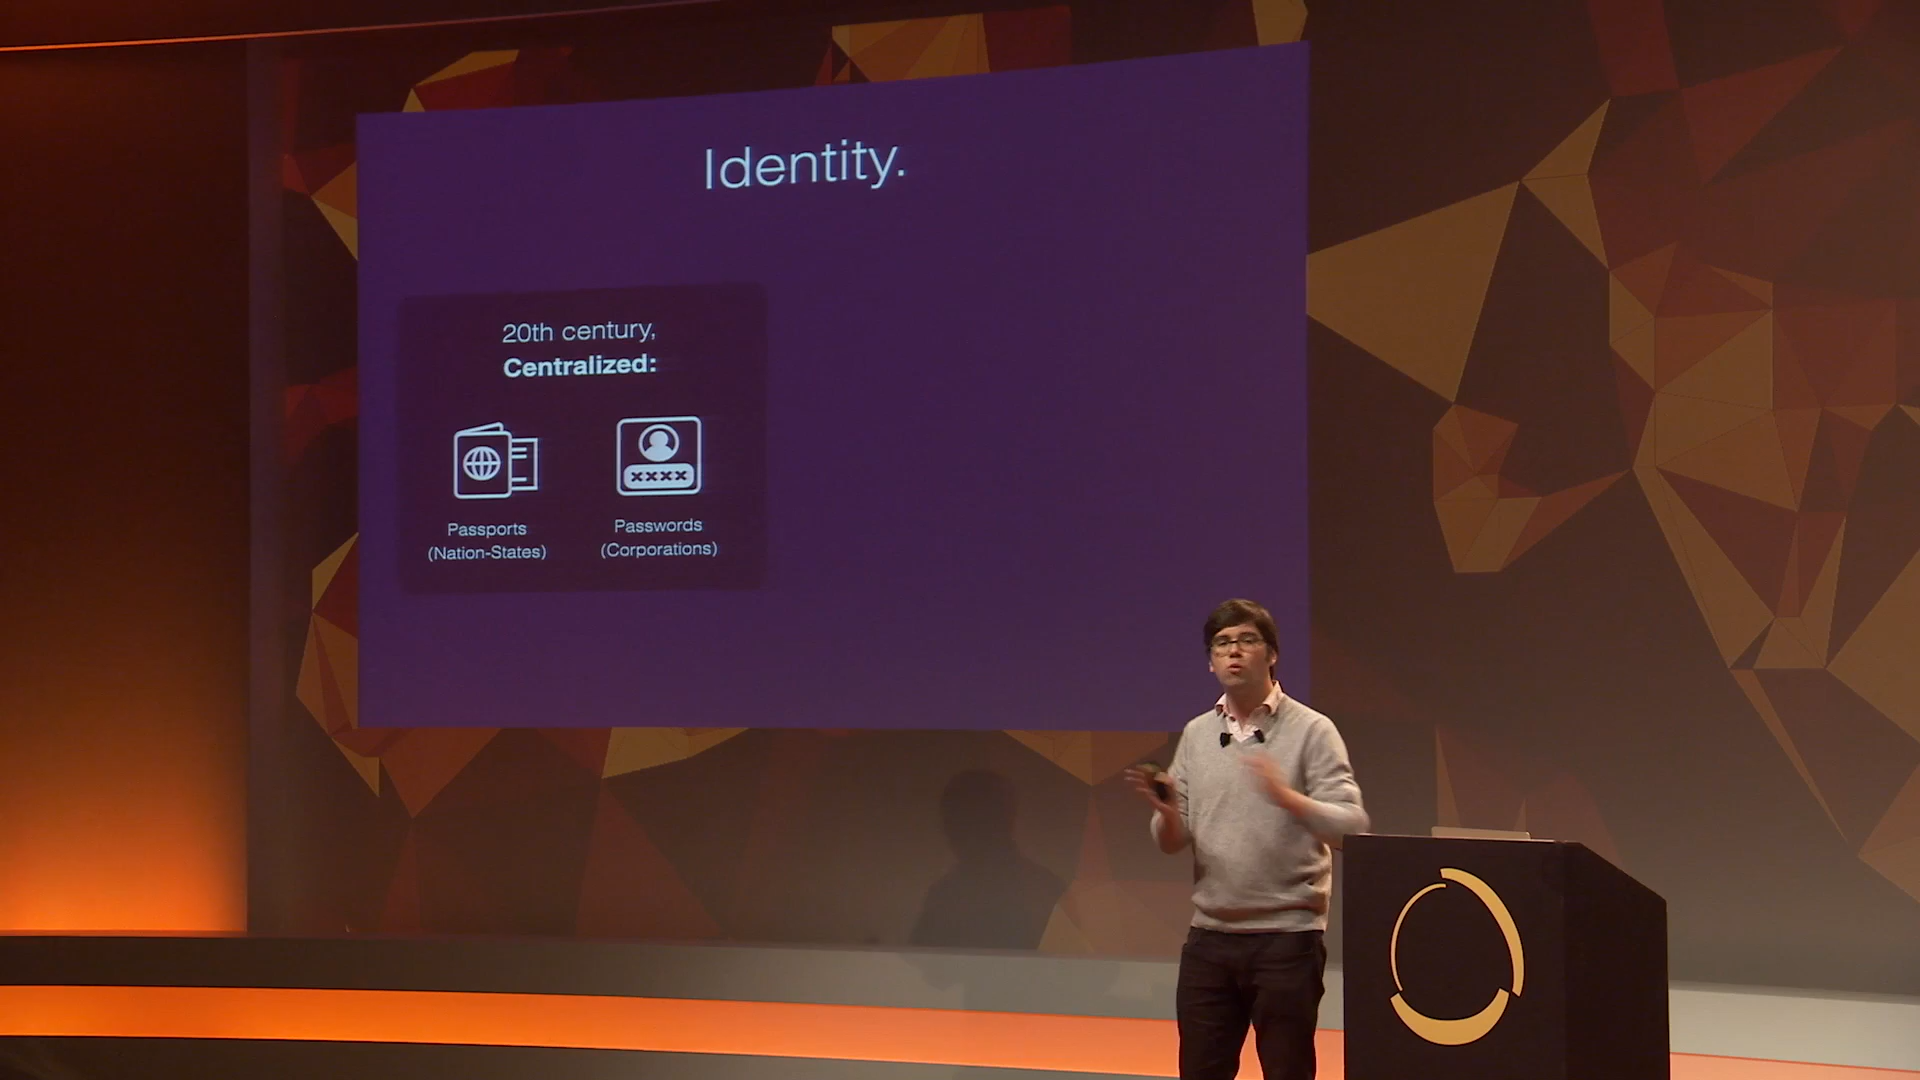 Identity.
20th century,
Centralized:
xxxx
Passports
(Nation-States)
Passwords
(Corporations)